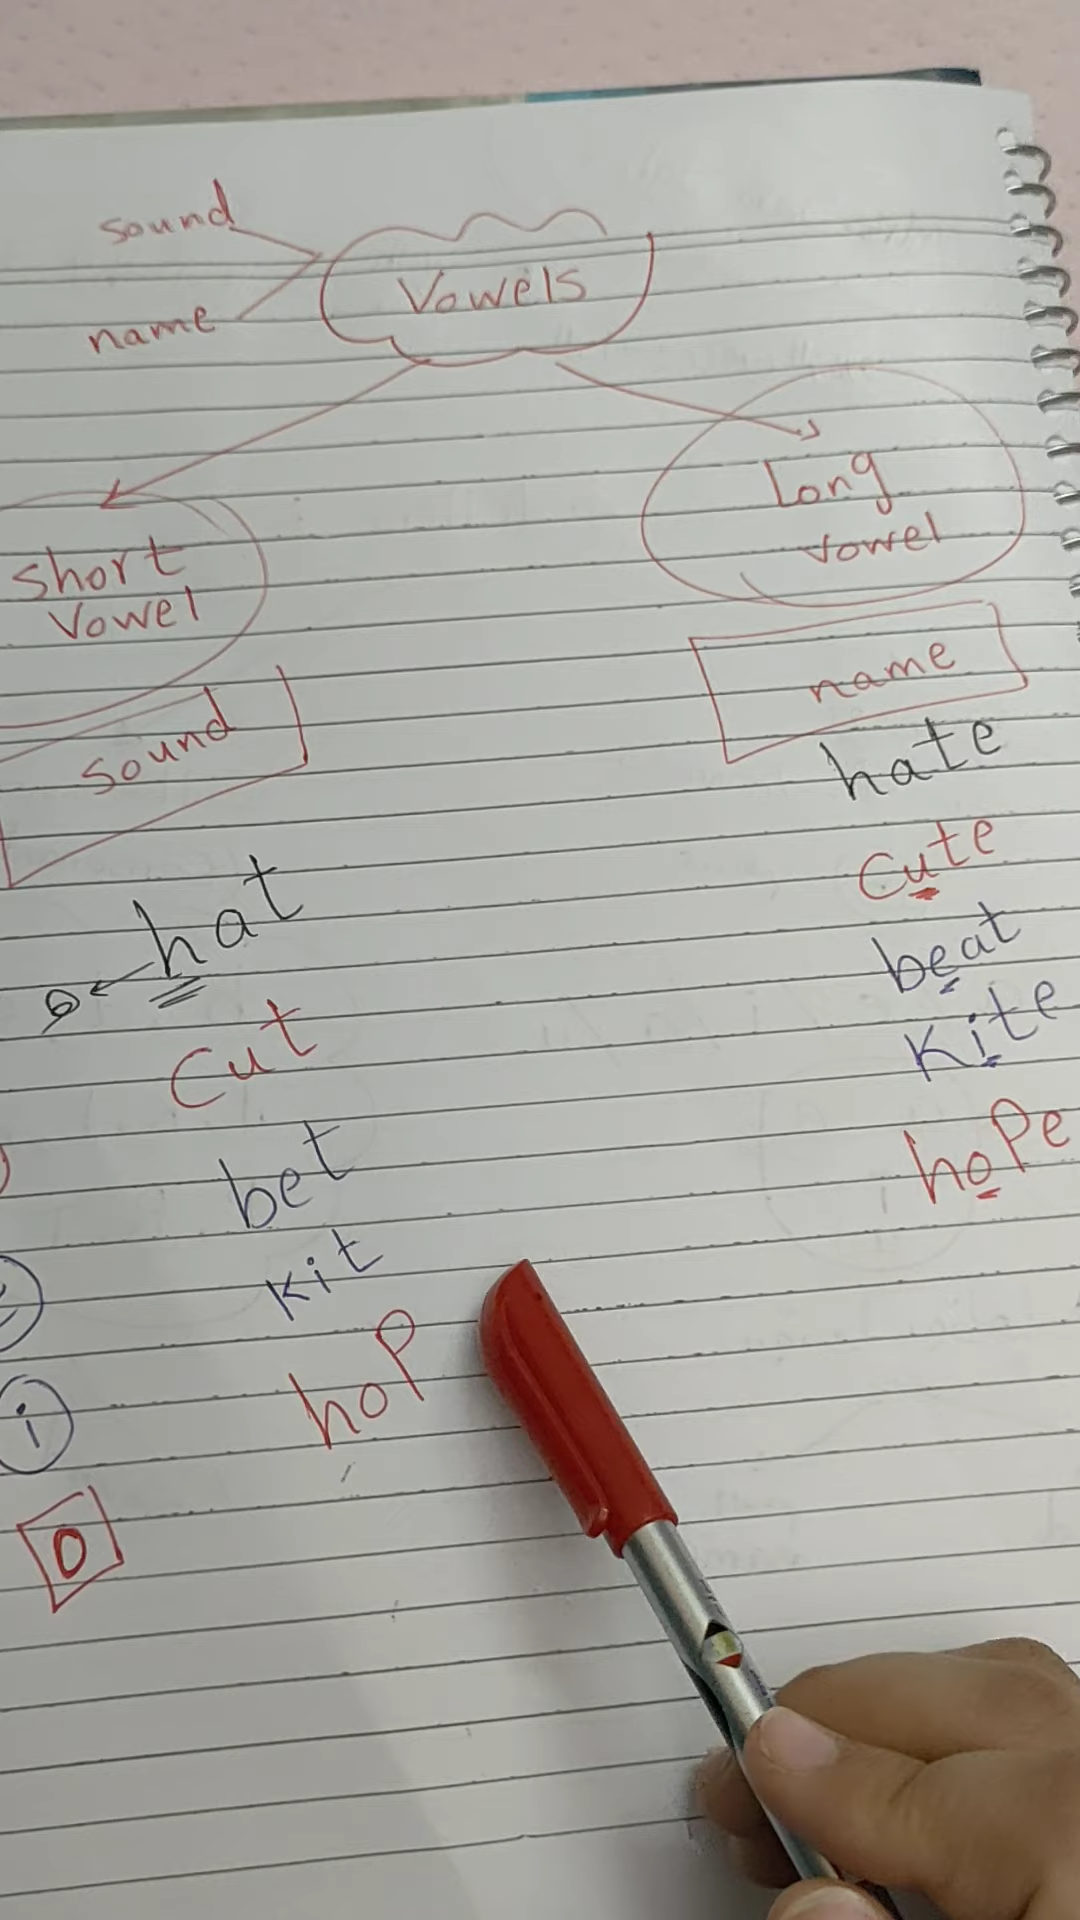 sound
name
Vowels
short
Vowel
Long
vowel
sound
name
hat
cut
bet
kit
hop
hate
cute
beat
kite
hope
i
O